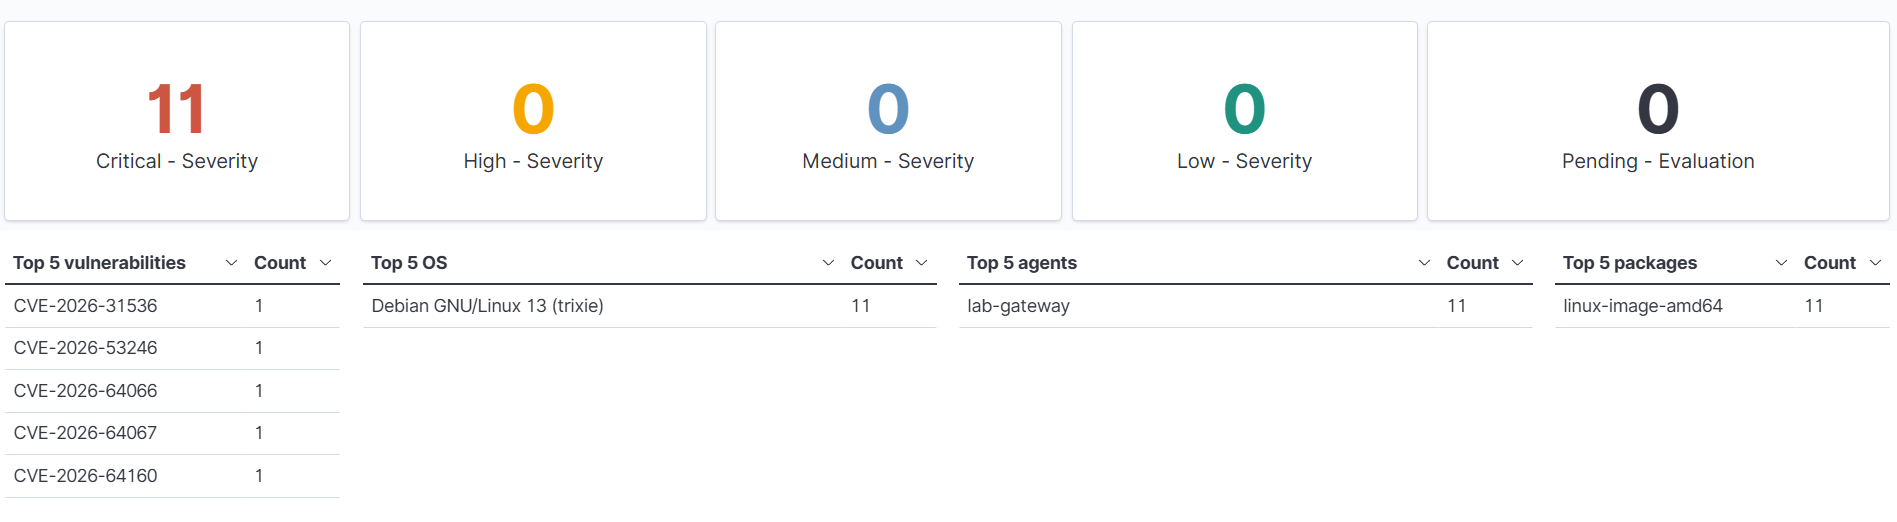 11
Critical - Severity
0
High - Severity
0
Medium - Severity
0
Low - Severity
0
Pending - Evaluation
Top 5 vulnerabilities Count
CVE-2026-31536 1
CVE-2026-53246 1
CVE-2026-64066 1
CVE-2026-64067 1
CVE-2026-64160 1
Top 5 OS Count
Debian GNU/Linux 13 (trixie) 11
Top 5 agents Count
lab-gateway 11
Top 5 packages Count
linux-image-amd64 11